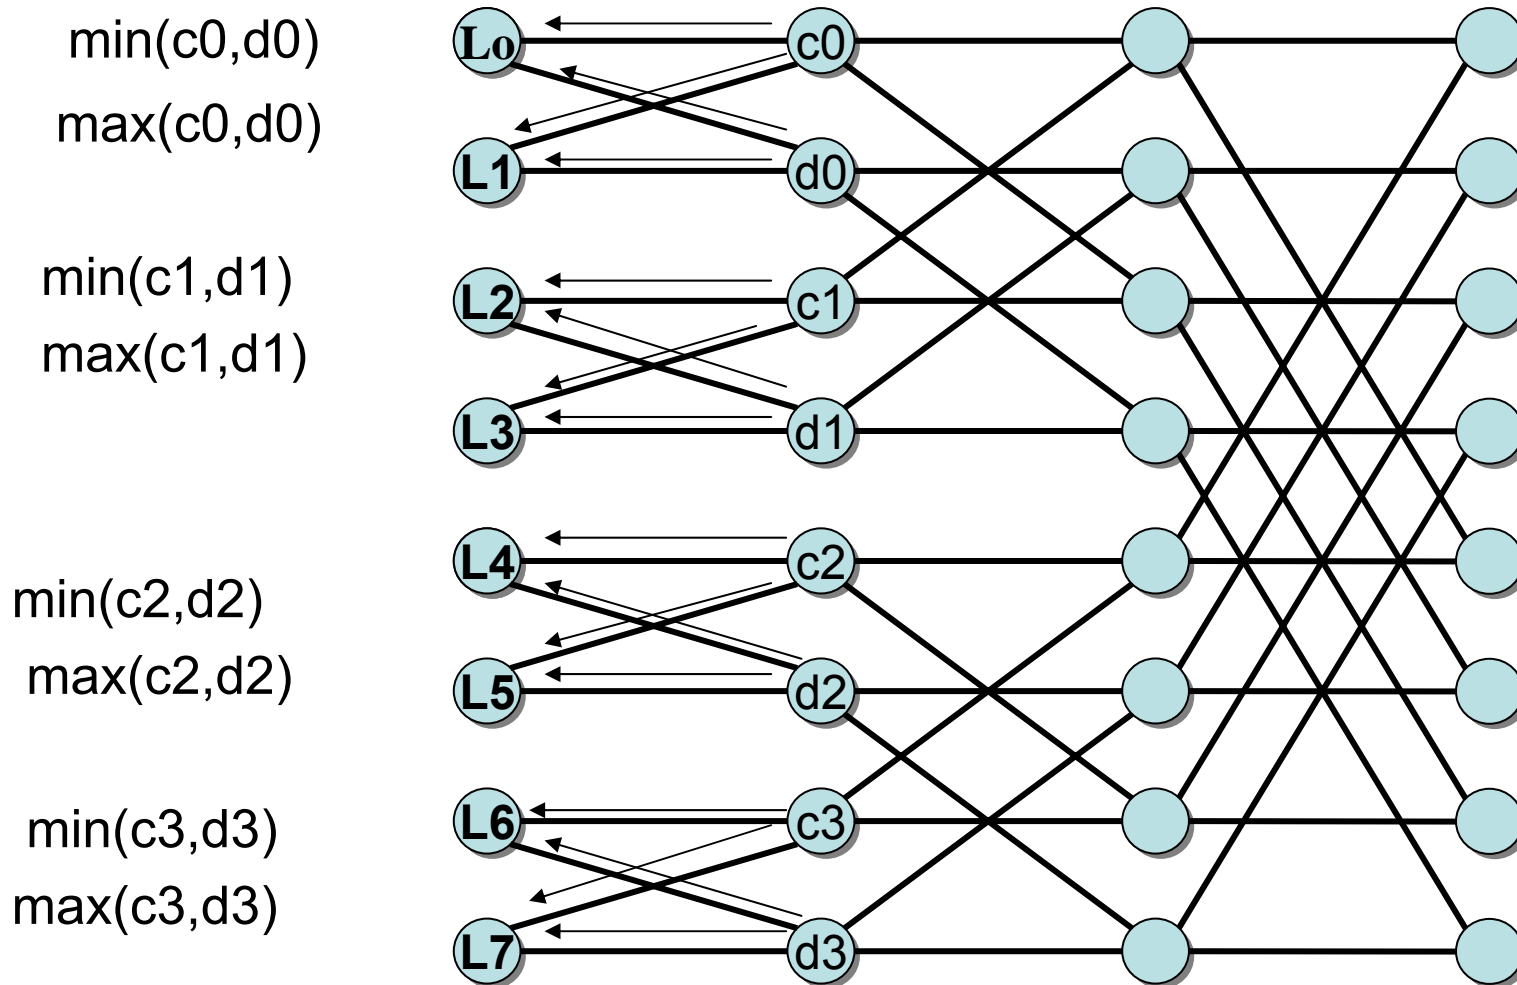 min(c0,d0)
Lo
c0
max(c0,d0)
L1
d0
min(c1,d1)
L2
c1
max(c1,d1)
L3
d1
L4
c2
min(c2,d2)
max(c2,d2)
L5
d2
min(c3,d3)
L6
c3
max(c3,d3)
L7
d3